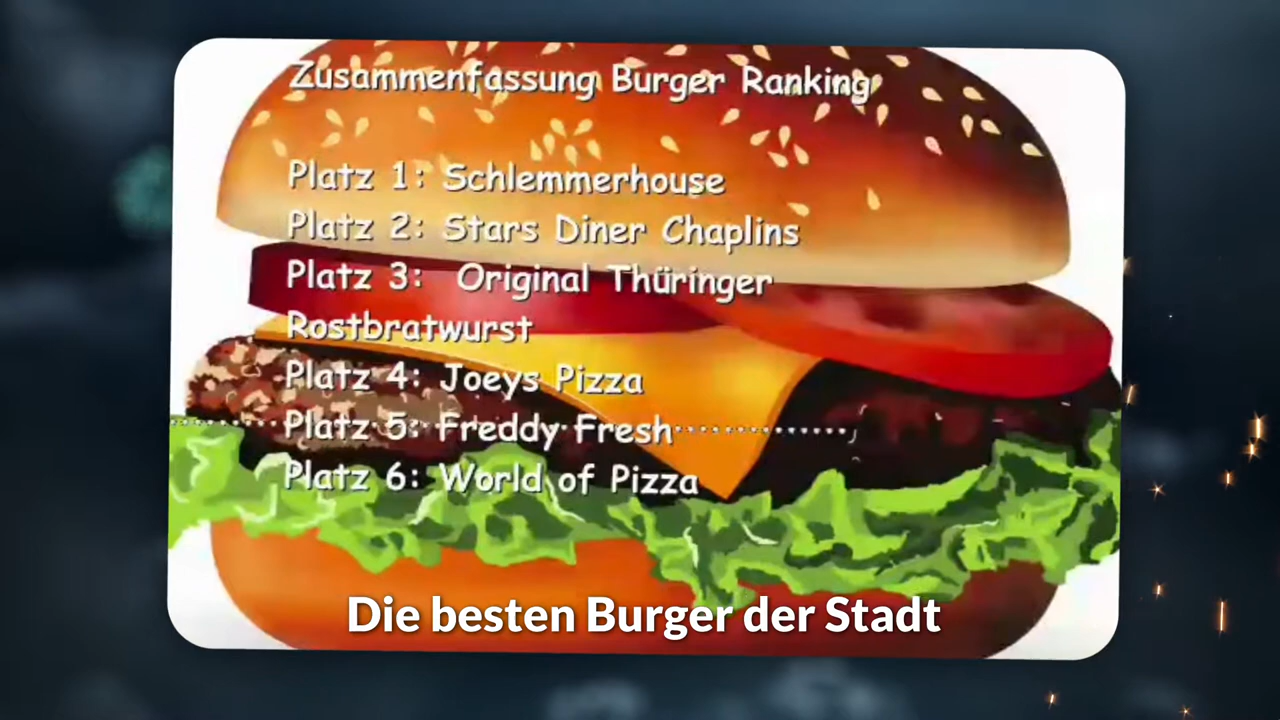 Zusammenfassung Burger Ranking
Platz 1: Schlemmerhouse
Platz 2: Stars Diner Chaplins
Platz 3: Original Thüringer
Rostbratwurst
Platz 4: Joeys Pizza
Platz 5: Freddy Fresh
Platz 6: World of Pizza
Die besten Burger der Stadt